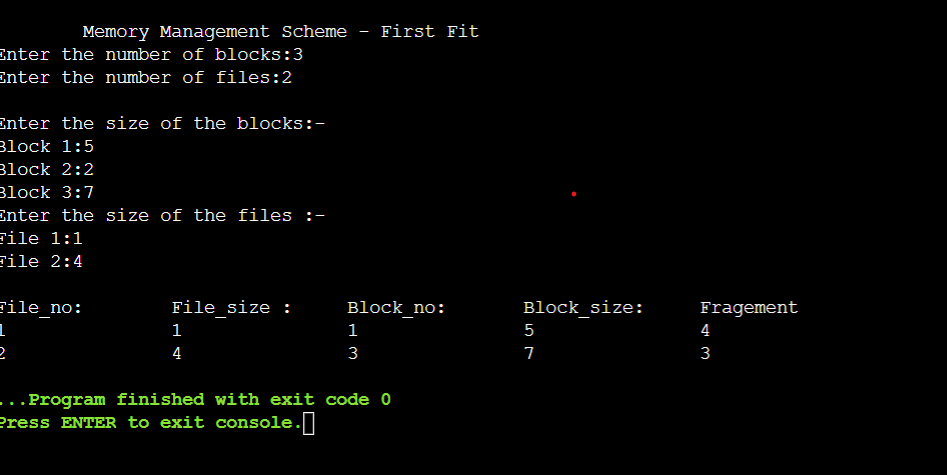 Memory Management Scheme - First Fit
Enter the number of blocks:3
Enter the number of files:2
Enter the size of the blocks:-
Block 1:5
Block 2:2
Block 3:7
Enter the size of the files :-
File 1:1
File 2:4
File_no: File_size : Block_no: Block_size: Fragement
1 1 1 5 4
2 4 3 7 3
...Program finished with exit code 0
Press ENTER to exit console.